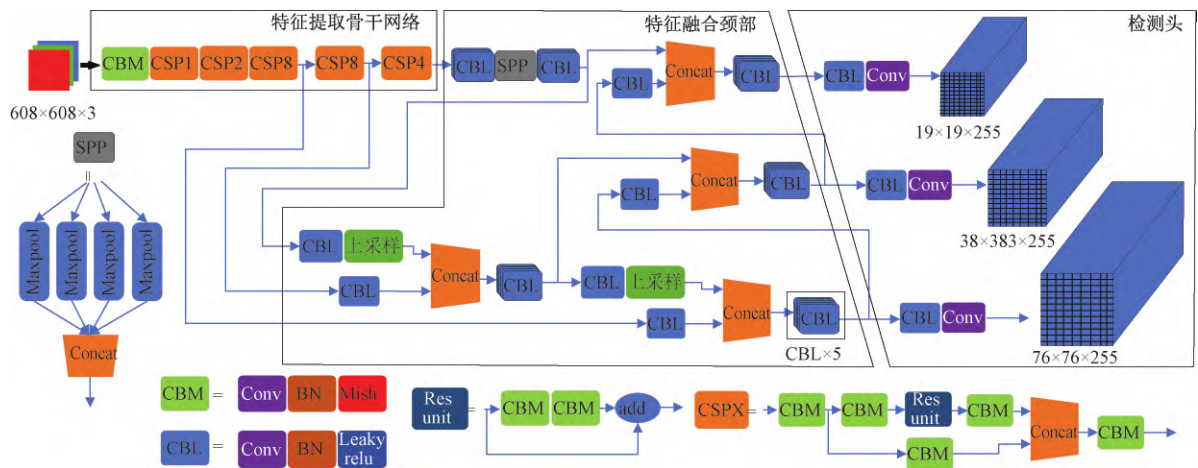 特征提取骨干网络
特征融合颈部
检测头
CBM CSP1 CSP2 CSP8 CSP8 CSP4 CBL SPP CBL
CBL
Concat
CBL
CBL Conv
608×608×3
19×19×255
SPP
=
CBL
Concat
CBL
CBL Conv
38×383×255
Maxpool Maxpool Maxpool Maxpool
CBL 上采样
CBL
Concat
CBL
CBL 上采样
CBL
Concat
CBL
CBL×5
CBL Conv
76×76×255
Concat
CBM = Conv BN Mish
CBL = Conv BN Leaky
relu
Res
unit
=
CBM CBM add
CSPX= CBM CBM Res
unit
CBM
CBM
Concat
CBM